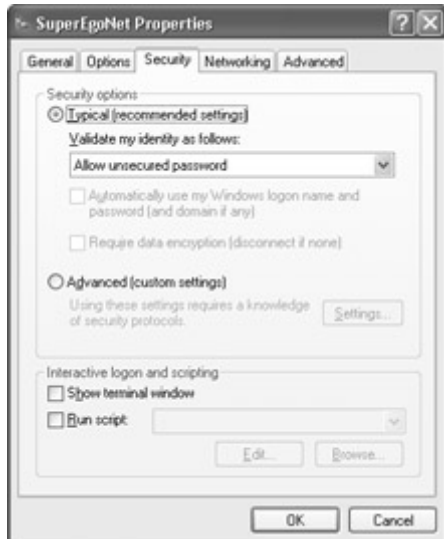 SuperEgoNet Properties
General Options Security Networking Advanced
Security options
Typical (recommended settings)
Validate my identity as follows:
Allow unsecured password
Automatically use my Windows logon name and
password (and domain if any)
Require data encryption (disconnect if none)
Advanced (custom settings)
Using these settings requires a knowledge
of security protocols.
Settings...
Interactive logon and scripting
Show terminal window
Run script:
Edit... Browse...
OK Cancel